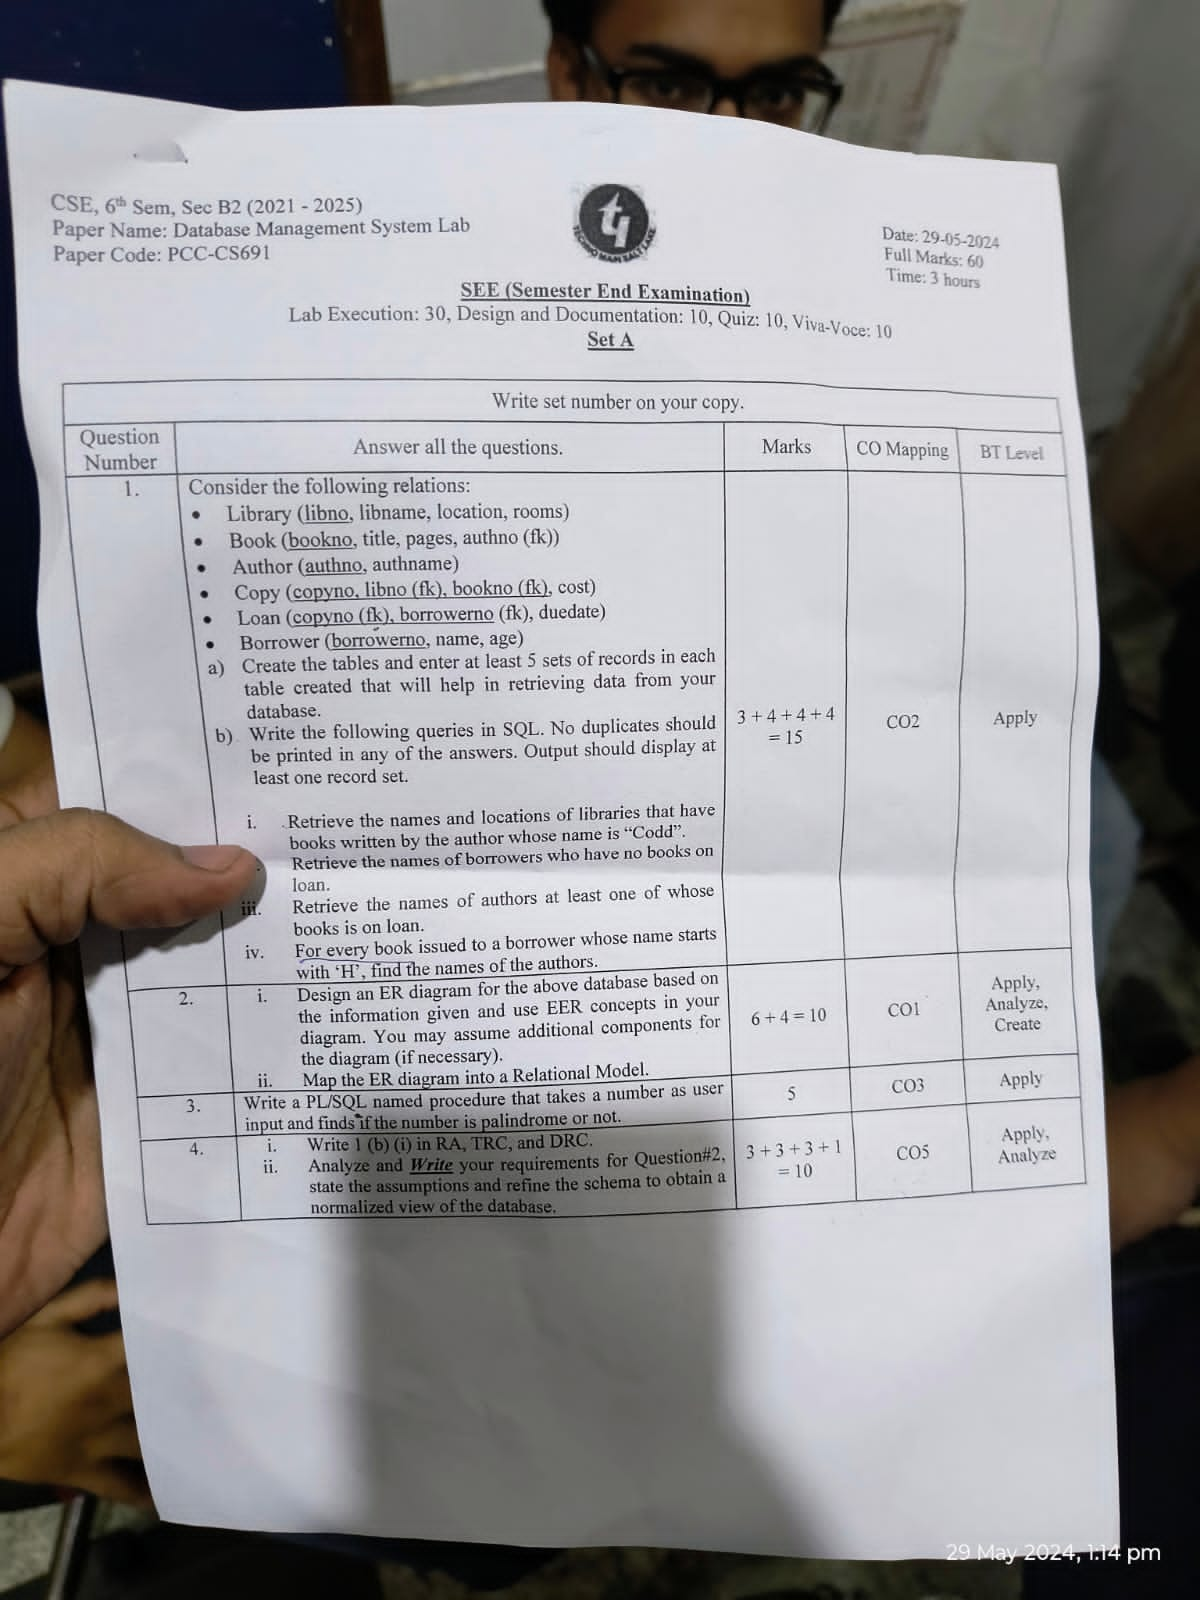 CSE, 6th Sem, Sec B2 (2021 - 2025)
Paper Name: Database Management System Lab
Paper Code: PCC-CS691
TECHNO MAIN SALT LAKE
Date: 29-05-2024
Full Marks: 60
Time: 3 hours
SEE (Semester End Examination)
Lab Execution: 30, Design and Documentation: 10, Quiz: 10, Viva-Voce: 10
Set A
Write set number on your copy.
Question Number
Answer all the questions.
Marks
CO Mapping
BT Level
1.
Consider the following relations:
• Library (libno, libname, location, rooms)
• Book (bookno, title, pages, authno (fk))
• Author (authno, authname)
• Copy (copyno, libno (fk), bookno (fk), cost)
• Loan (copyno (fk), borrowerno (fk), duedate)
• Borrower (borrowerno, name, age)
a) Create the tables and enter at least 5 sets of records in each
table created that will help in retrieving data from your
database.
b) Write the following queries in SQL. No duplicates should
be printed in any of the answers. Output should display at
least one record set.
i. Retrieve the names and locations of libraries that have
books written by the author whose name is “Codd”.
Retrieve the names of borrowers who have no books on
loan.
iii. Retrieve the names of authors at least one of whose
books is on loan.
iv. For every book issued to a borrower whose name starts
with ‘H’, find the names of the authors.
3 + 4 + 4 + 4
= 15
CO2
Apply
2.
i. Design an ER diagram for the above database based on
the information given and use EER concepts in your
diagram. You may assume additional components for
the diagram (if necessary).
ii. Map the ER diagram into a Relational Model.
6 + 4 = 10
CO1
Apply,
Analyze,
Create
3.
Write a PL/SQL named procedure that takes a number as user
input and finds if the number is palindrome or not.
5
CO3
Apply
4.
i. Write 1 (b) (i) in RA, TRC, and DRC.
ii. Analyze and Write your requirements for Question#2,
state the assumptions and refine the schema to obtain a
normalized view of the database.
3 + 3 + 3 + 1
= 10
CO5
Apply,
Analyze
29 May 2024, 1:14 pm